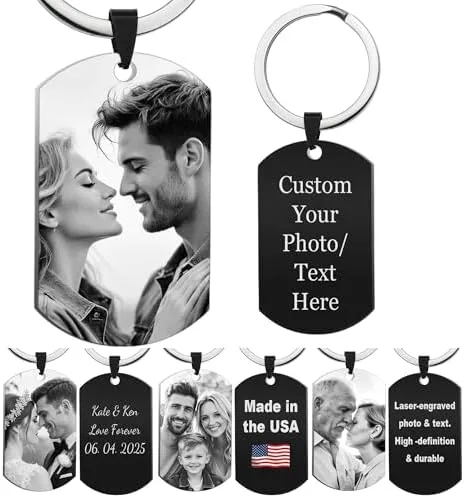 Custom
Your
Photo/
Text
Here
Kate & Ken
Love Forever
06. 04. 2025
Made in
the USA
Laser-engraved
photo & text.
High -definition
& durable